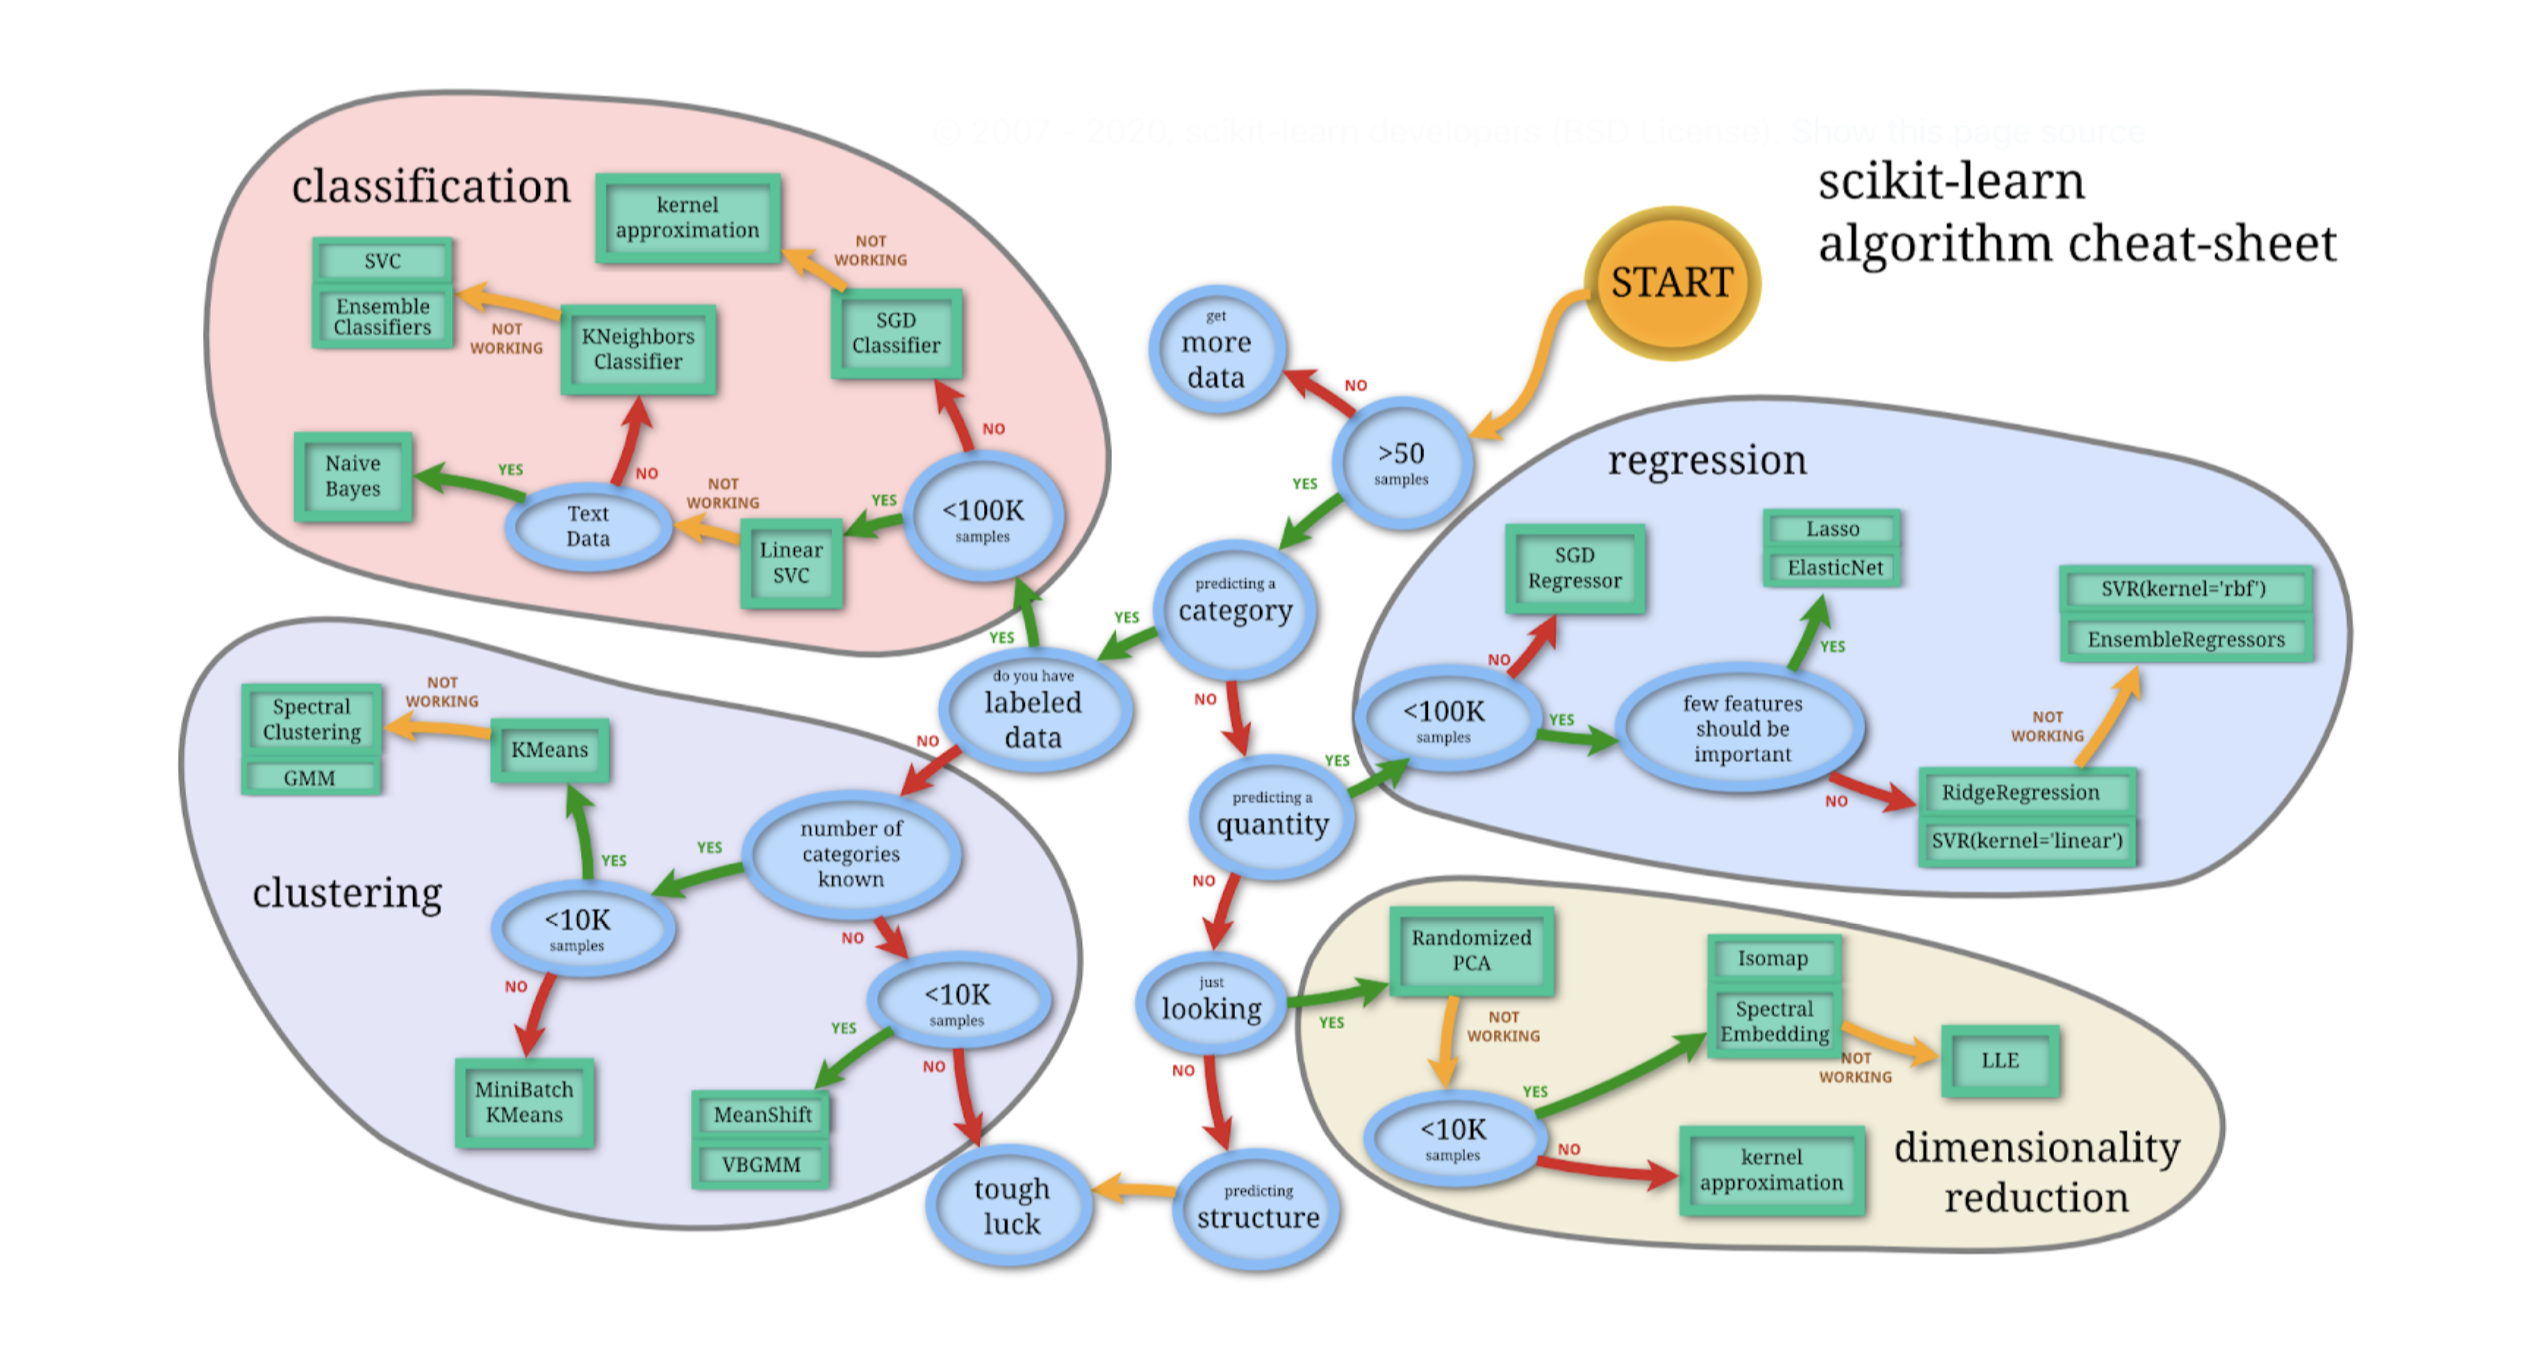 © 2007 - 2020, scikit-learn developers (BSD License). Show this page source
scikit-learn
algorithm cheat-sheet
START
get
more
data
NO
>50
samples
YES
predicting a
category
YES
NO
do you have
labeled
data
YES
NO
predicting a
quantity
YES
NO
just
looking
YES
NO
predicting
structure
tough
luck
classification
kernel
approximation
NOT
WORKING
SVC
Ensemble
Classifiers
NOT
WORKING
KNeighbors
Classifier
SGD
Classifier
NO
Naive
Bayes
YES
NO
Text
Data
NOT
WORKING
Linear
SVC
YES
<100K
samples
regression
SGD
Regressor
Lasso
ElasticNet
SVR(kernel='rbf')
EnsembleRegressors
NO
YES
<100K
samples
YES
few features
should be
important
NOT
WORKING
NO
RidgeRegression
SVR(kernel='linear')
clustering
Spectral
Clustering
GMM
NOT
WORKING
KMeans
YES
YES
number of
categories
known
<10K
samples
NO
NO
<10K
samples
YES
NO
MiniBatch
KMeans
MeanShift
VBGMM
dimensionality
reduction
Randomized
PCA
NOT
WORKING
Isomap
Spectral
Embedding
NOT
WORKING
LLE
YES
<10K
samples
NO
kernel
approximation